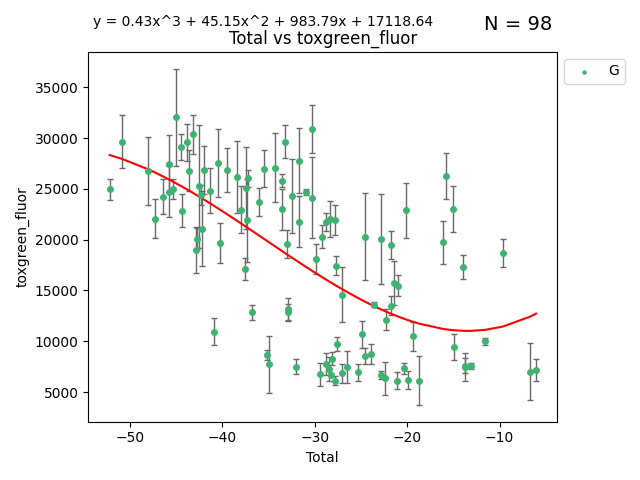 y = 0.43x^3 + 45.15x^2 + 983.79x + 17118.64
N = 98
Total vs toxgreen_fluor
G
toxgreen_fluor
35000
30000
25000
20000
15000
10000
5000
−50 −40 −30 −20 −10
Total